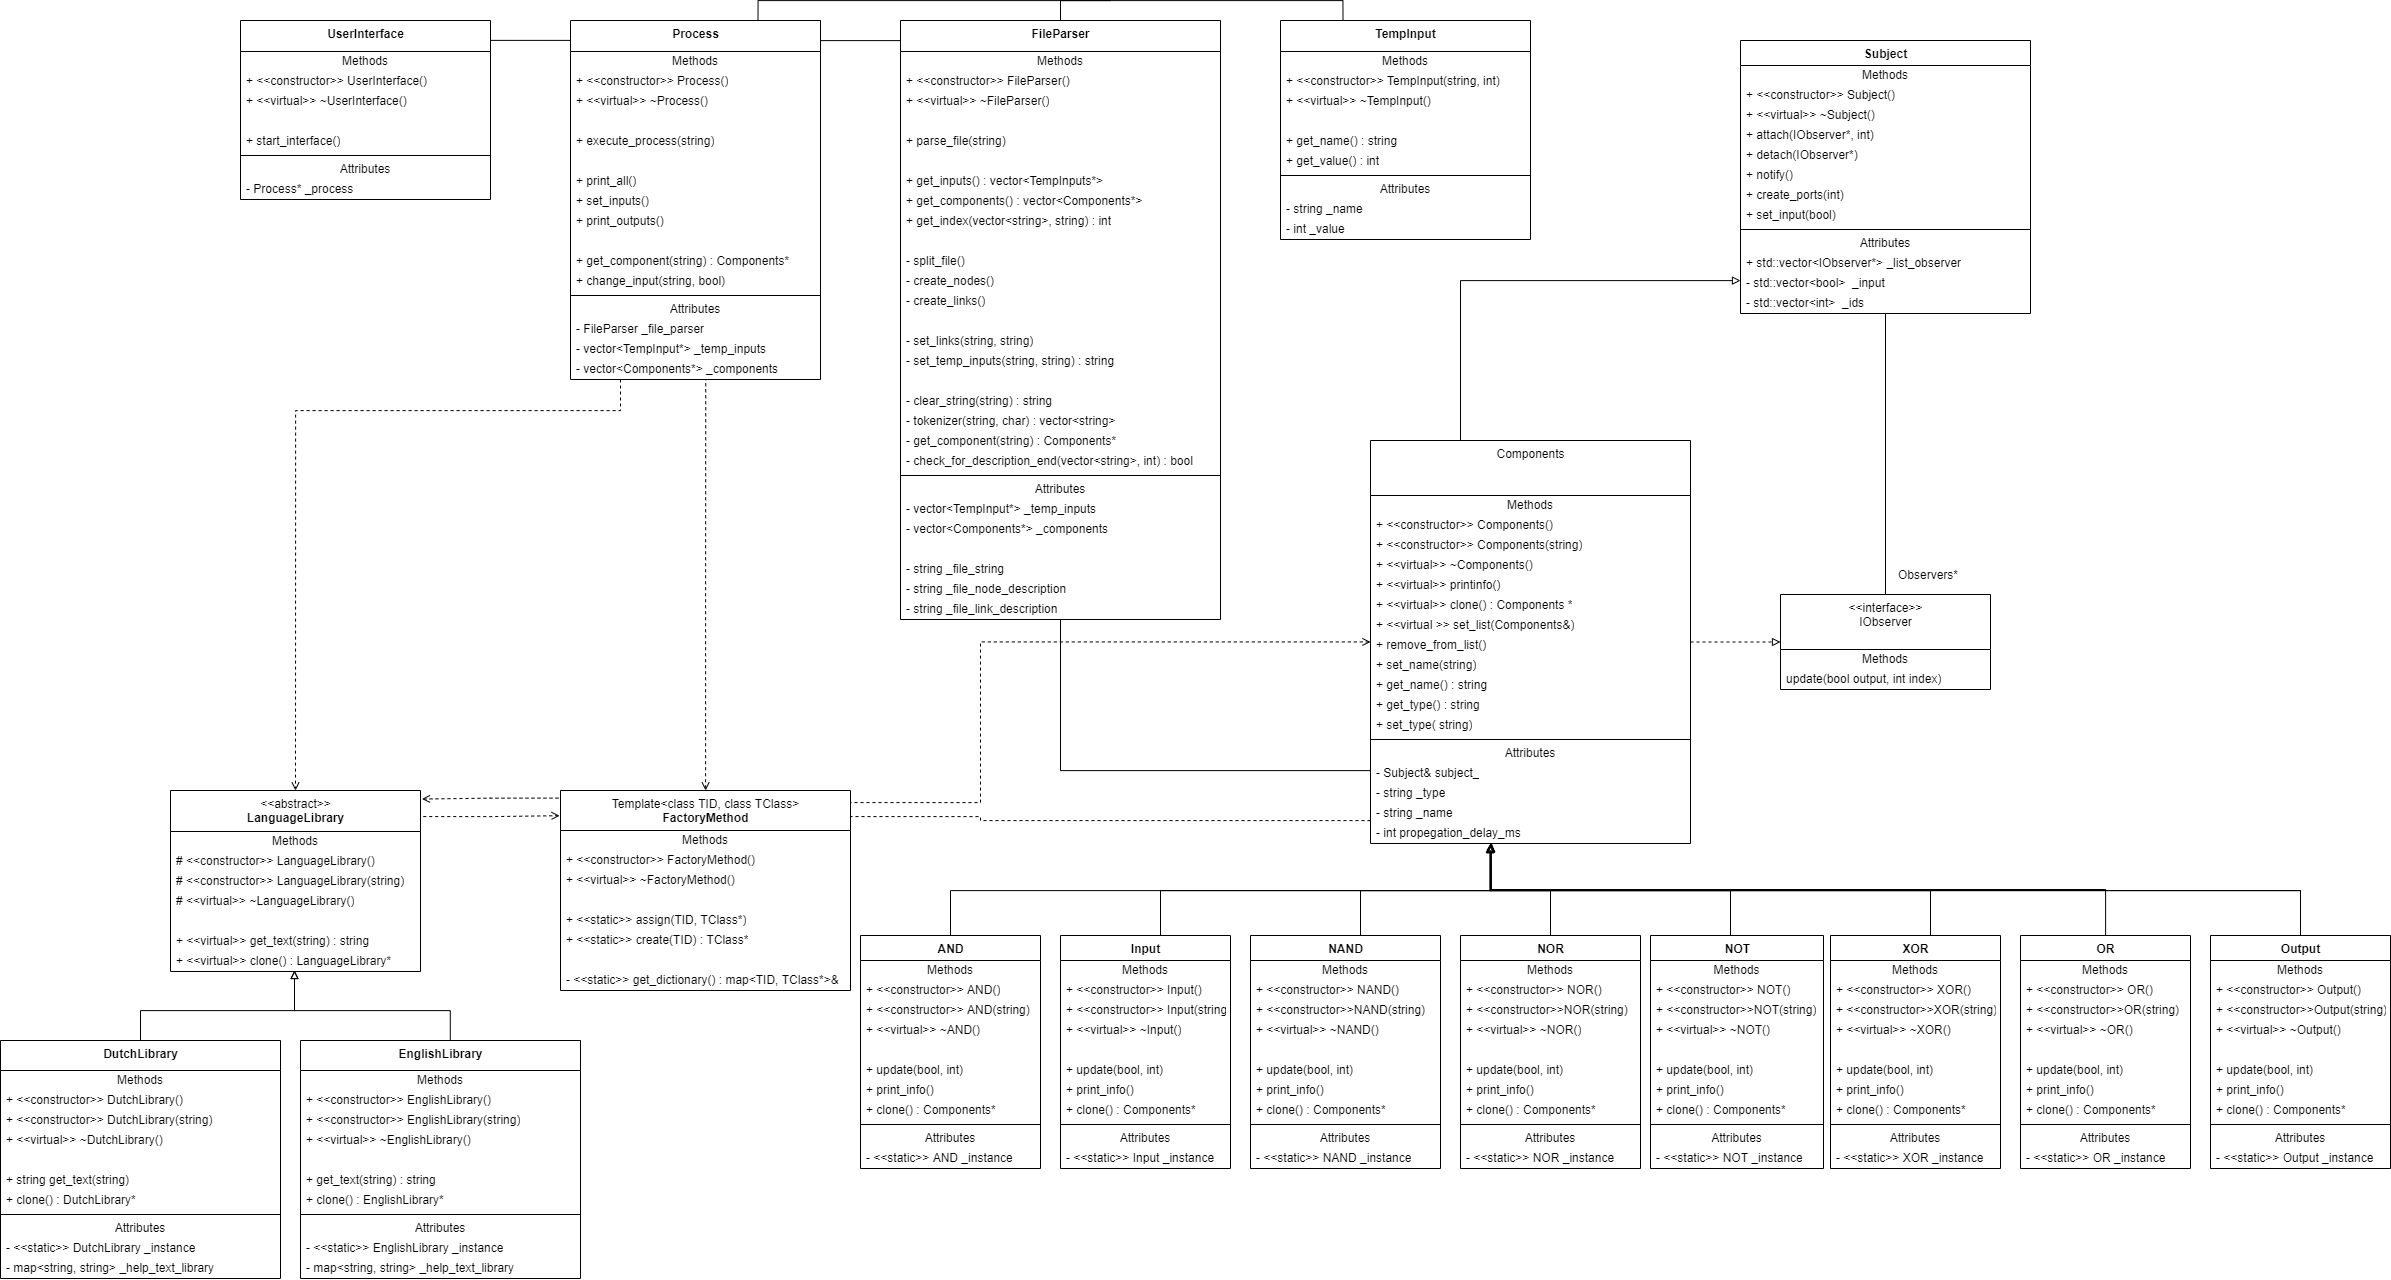 UserInterface
Methods
+ <<constructor>> UserInterface()
+ <<virtual>> ~UserInterface()
+ start_interface()
Attributes
- Process* _process
Process
Methods
+ <<constructor>> Process()
+ <<virtual>> ~Process()
+ execute_process(string)
+ print_all()
+ set_inputs()
+ print_outputs()
+ get_component(string) : Components*
+ change_input(string, bool)
Attributes
- FileParser _file_parser
- vector<TempInput*> _temp_inputs
- vector<Components*> _components
FileParser
Methods
+ <<constructor>> FileParser()
+ <<virtual>> ~FileParser()
+ parse_file(string)
+ get_inputs() : vector<TempInputs*>
+ get_components() : vector<Components*>
+ get_index(vector<string>, string) : int
- split_file()
- create_nodes()
- create_links()
- set_links(string, string)
- set_temp_inputs(string, string) : string
- clear_string(string) : string
- tokenizer(string, char) : vector<string>
- get_component(string) : Components*
- check_for_description_end(vector<string>, int) : bool
Attributes
- vector<TempInput*> _temp_inputs
- vector<Components*> _components
- string _file_string
- string _file_node_description
- string _file_link_description
TempInput
Methods
+ <<constructor>> TempInput(string, int)
+ <<virtual>> ~TempInput()
+ get_name() : string
+ get_value() : int
Attributes
- string _name
- int _value
Subject
Methods
+ <<constructor>> Subject()
+ <<virtual>> ~Subject()
+ attach(IObserver*, int)
+ detach(IObserver*)
+ notify()
+ create_ports(int)
+ set_input(bool)
Attributes
+ std::vector<IObserver*> _list_observer
- std::vector<bool>  _input
- std::vector<int>  _ids
Components
Methods
+ <<constructor>> Components()
+ <<constructor>> Components(string)
+ <<virtual>> ~Components()
+ <<virtual>> printinfo()
+ <<virtual>> clone() : Components *
+ <<virtual >> set_list(Components&)
+ remove_from_list()
+ set_name(string)
+ get_name() : string
+ get_type() : string
+ set_type( string)
Attributes
- Subject& subject_
- string _type
- string _name
- int propegation_delay_ms
Observers*
<<interface>>
IObserver
Methods
update(bool output, int index)
<<abstract>>
LanguageLibrary
Methods
# <<constructor>> LanguageLibrary()
# <<constructor>> LanguageLibrary(string)
# <<virtual>> ~LanguageLibrary()
+ <<virtual>> get_text(string) : string
+ <<virtual>> clone() : LanguageLibrary*
Template<class TID, class TClass>
FactoryMethod
Methods
+ <<constructor>> FactoryMethod()
+ <<virtual>> ~FactoryMethod()
+ <<static>> assign(TID, TClass*)
+ <<static>> create(TID) : TClass*
- <<static>> get_dictionary() : map<TID, TClass*>&
DutchLibrary
Methods
+ <<constructor>> DutchLibrary()
+ <<constructor>> DutchLibrary(string)
+ <<virtual>> ~DutchLibrary()
+ string get_text(string)
+ clone() : DutchLibrary*
Attributes
- <<static>> DutchLibrary _instance
- map<string, string> _help_text_library
EnglishLibrary
Methods
+ <<constructor>> EnglishLibrary()
+ <<constructor>> EnglishLibrary(string)
+ <<virtual>> ~EnglishLibrary()
+ get_text(string) : string
+ clone() : EnglishLibrary*
Attributes
- <<static>> EnglishLibrary _instance
- map<string, string> _help_text_library
AND
Methods
+ <<constructor>> AND()
+ <<constructor>> AND(string)
+ <<virtual>> ~AND()
+ update(bool, int)
+ print_info()
+ clone() : Components*
Attributes
- <<static>> AND _instance
Input
Methods
+ <<constructor>> Input()
+ <<constructor>> Input(string
+ <<virtual>> ~Input()
+ update(bool, int)
+ print_info()
+ clone() : Components*
Attributes
- <<static>> Input _instance
NAND
Methods
+ <<constructor>> NAND()
+ <<constructor>>NAND(string)
+ <<virtual>> ~NAND()
+ update(bool, int)
+ print_info()
+ clone() : Components*
Attributes
- <<static>> NAND _instance
NOR
Methods
+ <<constructor>> NOR()
+ <<constructor>>NOR(string)
+ <<virtual>> ~NOR()
+ update(bool, int)
+ print_info()
+ clone() : Components*
Attributes
- <<static>> NOR _instance
NOT
Methods
+ <<constructor>> NOT()
+ <<constructor>>NOT(string)
+ <<virtual>> ~NOT()
+ update(bool, int)
+ print_info()
+ clone() : Components*
Attributes
- <<static>> NOT _instance
XOR
Methods
+ <<constructor>> XOR()
+ <<constructor>>XOR(string)
+ <<virtual>> ~XOR()
+ update(bool, int)
+ print_info()
+ clone() : Components*
Attributes
- <<static>> XOR _instance
OR
Methods
+ <<constructor>> OR()
+ <<constructor>>OR(string)
+ <<virtual>> ~OR()
+ update(bool, int)
+ print_info()
+ clone() : Components*
Attributes
- <<static>> OR _instance
Output
Methods
+ <<constructor>> Output()
+ <<constructor>>Output(string)
+ <<virtual>> ~Output()
+ update(bool, int)
+ print_info()
+ clone() : Components*
Attributes
- <<static>> Output _instance